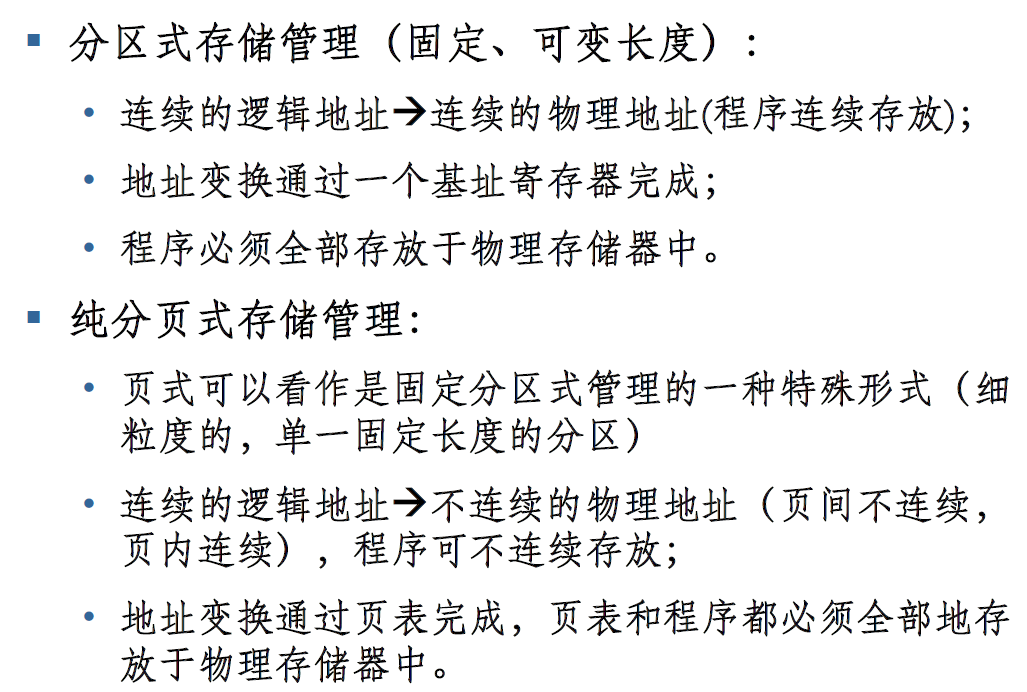 ▪ 分区式存储管理（固定、可变长度）:
• 连续的逻辑地址→连续的物理地址(程序连续存放);
• 地址变换通过一个基址寄存器完成;
• 程序必须全部存放于物理存储器中。
▪ 纯分页式存储管理:
• 页式可以看作是固定分区式管理的一种特殊形式（细
粒度的, 单一固定长度的分区）
• 连续的逻辑地址→不连续的物理地址（页间不连续,
页内连续）, 程序可不连续存放;
• 地址变换通过页表完成, 页表和程序都必须全部地存
放于物理存储器中。